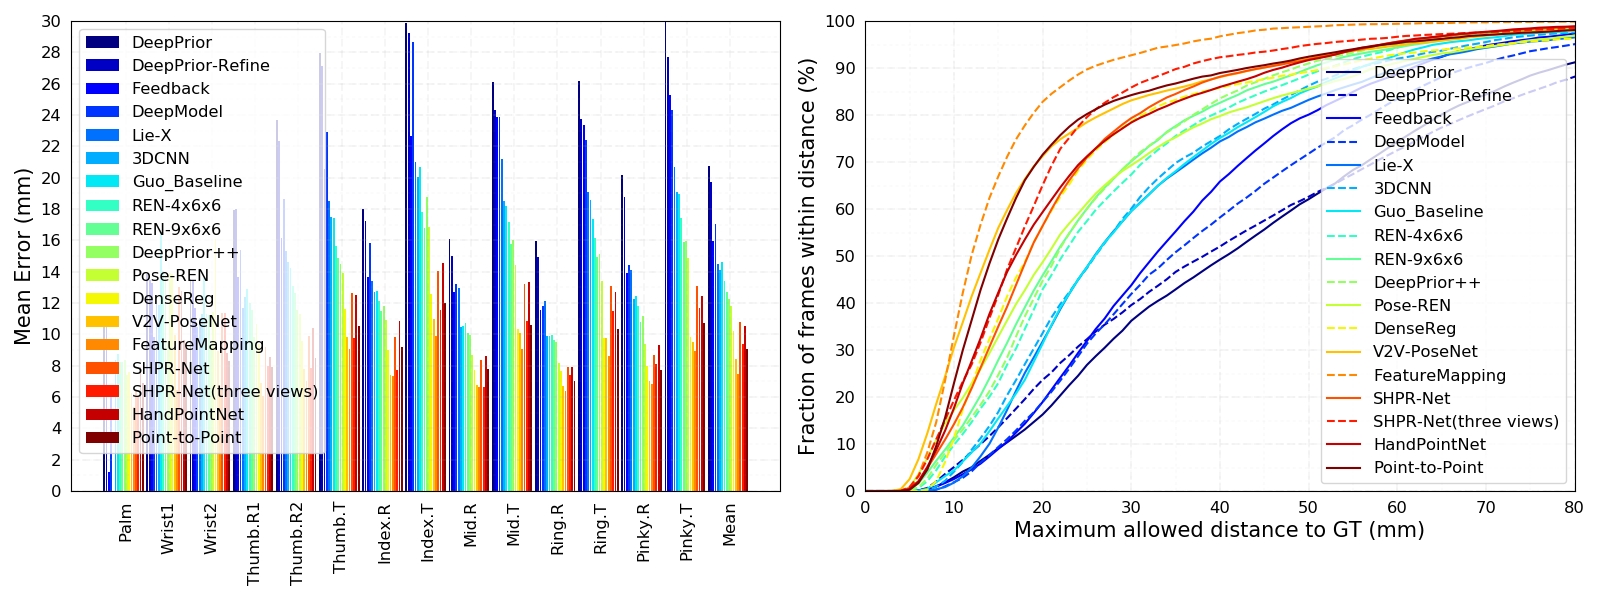 Mean Error (mm)
30
28
26
24
22
20
18
16
14
12
10
8
6
4
2
0
DeepPrior
DeepPrior-Refine
Feedback
DeepModel
Lie-X
3DCNN
Guo_Baseline
REN-4x6x6
REN-9x6x6
DeepPrior++
Pose-REN
DenseReg
V2V-PoseNet
FeatureMapping
SHPR-Net
SHPR-Net(three views)
HandPointNet
Point-to-Point
Palm
Wrist1
Wrist2
Thumb.R1
Thumb.R2
Thumb.T
Index.R
Index.T
Mid.R
Mid.T
Ring.R
Ring.T
Pinky.R
Pinky.T
Mean
Fraction of frames within distance (%)
100
90
80
70
60
50
40
30
20
10
0
DeepPrior
DeepPrior-Refine
Feedback
DeepModel
Lie-X
3DCNN
Guo_Baseline
REN-4x6x6
REN-9x6x6
DeepPrior++
Pose-REN
DenseReg
V2V-PoseNet
FeatureMapping
SHPR-Net
SHPR-Net(three views)
HandPointNet
Point-to-Point
0 10 20 30 40 50 60 70 80
Maximum allowed distance to GT (mm)